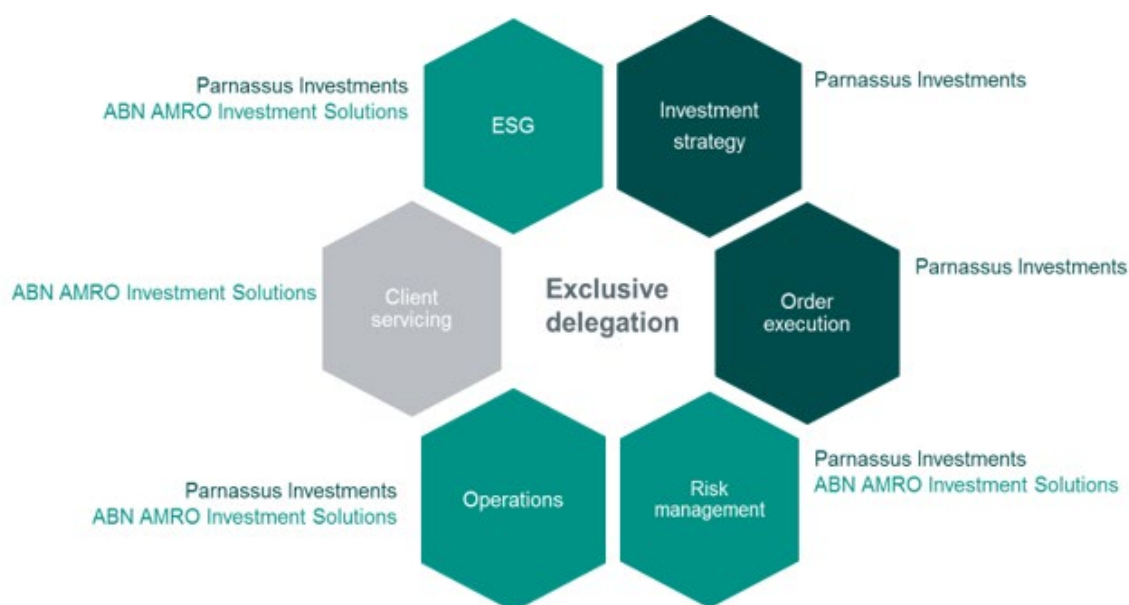 Parnassus Investments
ABN AMRO Investment Solutions
ESG
Investment
strategy
Parnassus Investments
ABN AMRO Investment Solutions
Client
servicing
Exclusive
delegation
Order
execution
Parnassus Investments
Parnassus Investments
ABN AMRO Investment Solutions
Operations
Risk
management
Parnassus Investments
ABN AMRO Investment Solutions